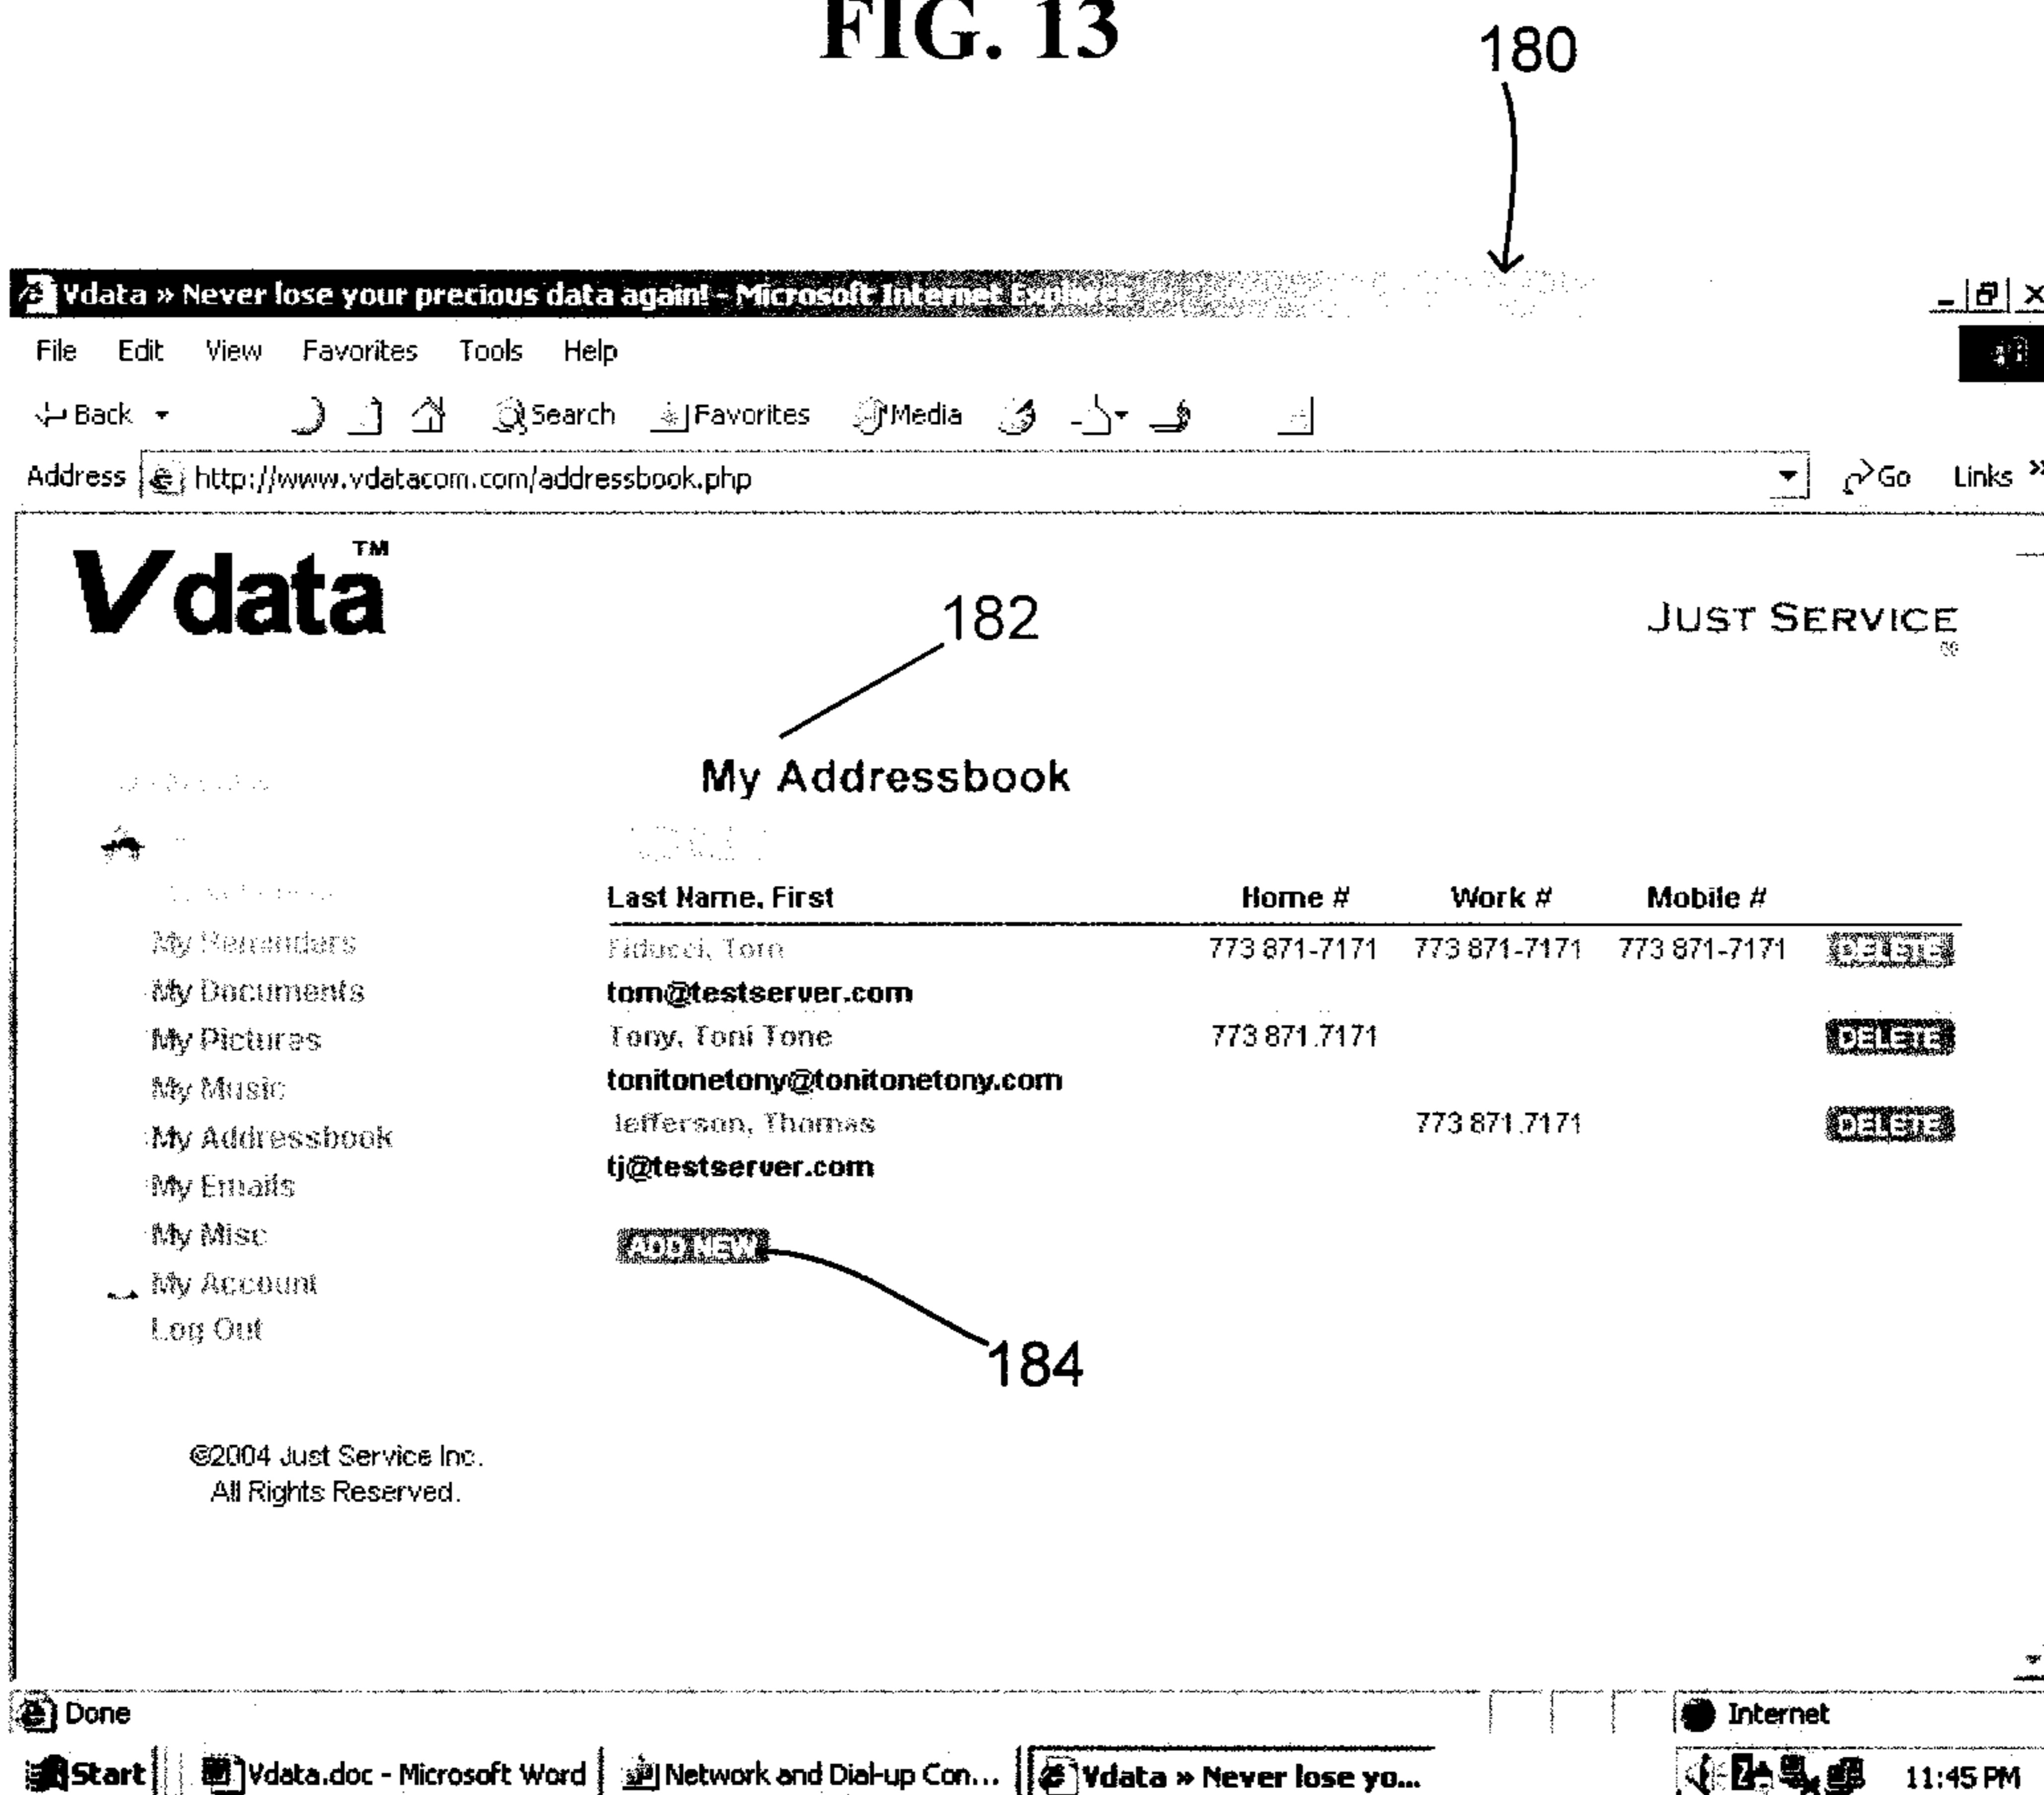 FIG. 13
180
Vdata » Never lose your precious data again! - Microsoft Internet Explorer
File Edit View Favorites Tools Help
Back Search Favorites Media
Address http://www.vdatacom.com/addressbook.php Go Links »
Vdata™
182
JUST SERVICE
My Addressbook
Last Name, First Home # Work # Mobile #
My Reminders
Fiducci, Tom 773 871-7171 773 871-7171 773 871-7171 DELETE
My Documents
tom@testserver.com
My Pictures
Tony, Toni Tone 773 871.7171 DELETE
My Music
tonitonetony@tonitonetony.com
My Addressbook
Jefferson, Thomas 773 871.7171 DELETE
My Emails
tj@testserver.com
My Misc
ADD NEW
My Account
Log Out
184
©2004 Just Service Inc.
All Rights Reserved.
Done Internet
Start Vdata.doc - Microsoft Word Network and Dial-up Con... Vdata » Never lose yo... 11:45 PM